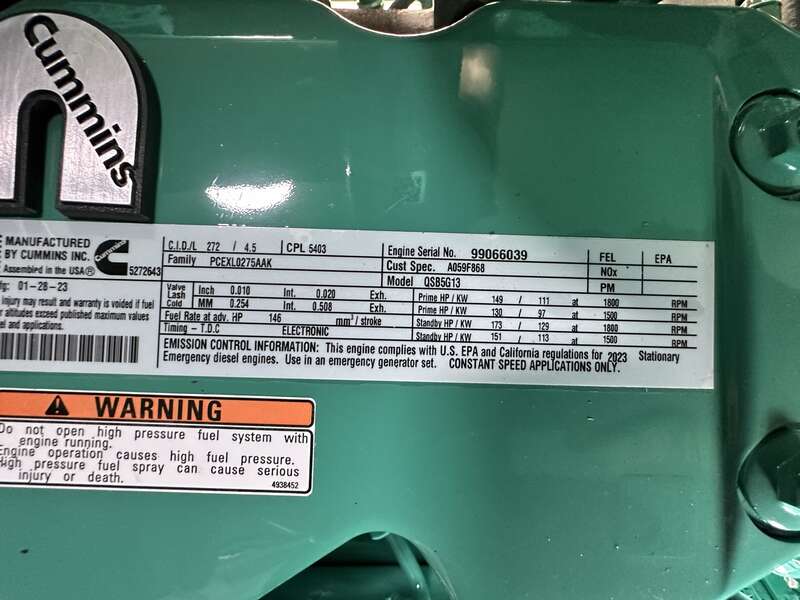 Cummins
MANUFACTURED
BY CUMMINS INC.
Assembled in the USA®
Cummins
5272643
C.I.D./L 272 / 4.5 CPL 5403 Engine Serial No. 99066039 FEL EPA
Family PCEXL0275AAK Cust Spec. A059F868 NOx
Model QSB5G13 PM
Valve Lash Cold Inch 0.010 Int. 0.020 Exh. Prime HP / KW 149 / 111 at 1800 RPM
MM 0.254 Int. 0.508 Exh. Prime HP / KW 130 / 97 at 1500 RPM
Fuel Rate at adv. HP 146 mm³ / stroke Standby HP / KW 173 / 129 at 1800 RPM
Timing - T.D.C ELECTRONIC Standby HP / KW 151 / 113 at 1500 RPM
EMISSION CONTROL INFORMATION: This engine complies with U.S. EPA and California regulations for 2023 Stationary
Emergency diesel engines. Use in an emergency generator set. CONSTANT SPEED APPLICATIONS ONLY.
01-28-23
injury may result and warranty is voided if fuel
or altitudes exceed published maximum values
and applications.
WARNING
Do not open high pressure fuel system with
engine running.
Engine operation causes high fuel pressure.
High pressure fuel spray can cause serious
injury or death.
4938452